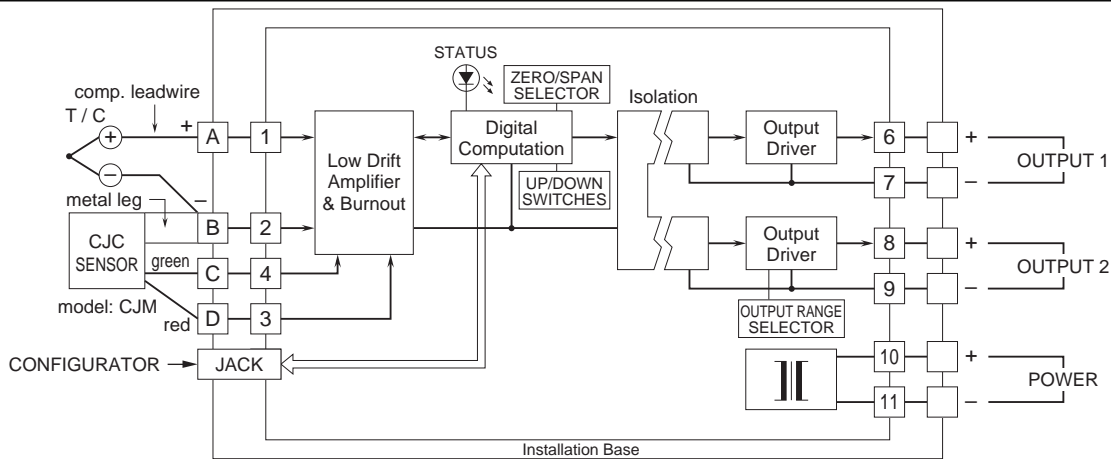 STATUS
ZERO/SPAN
SELECTOR
Isolation
comp. leadwire
T / C
+
+
−
−
metal leg
A
1
B
2
C
4
D
3
Low Drift
Amplifier
& Burnout
Digital
Computation
UP/DOWN
SWITCHES
Output
Driver
6
+
7
−
OUTPUT 1
CJC
SENSOR
green
model: CJM
red
Output
Driver
8
+
9
−
OUTPUT 2
OUTPUT RANGE
SELECTOR
CONFIGURATOR
JACK
10
+
11
−
POWER
Installation Base